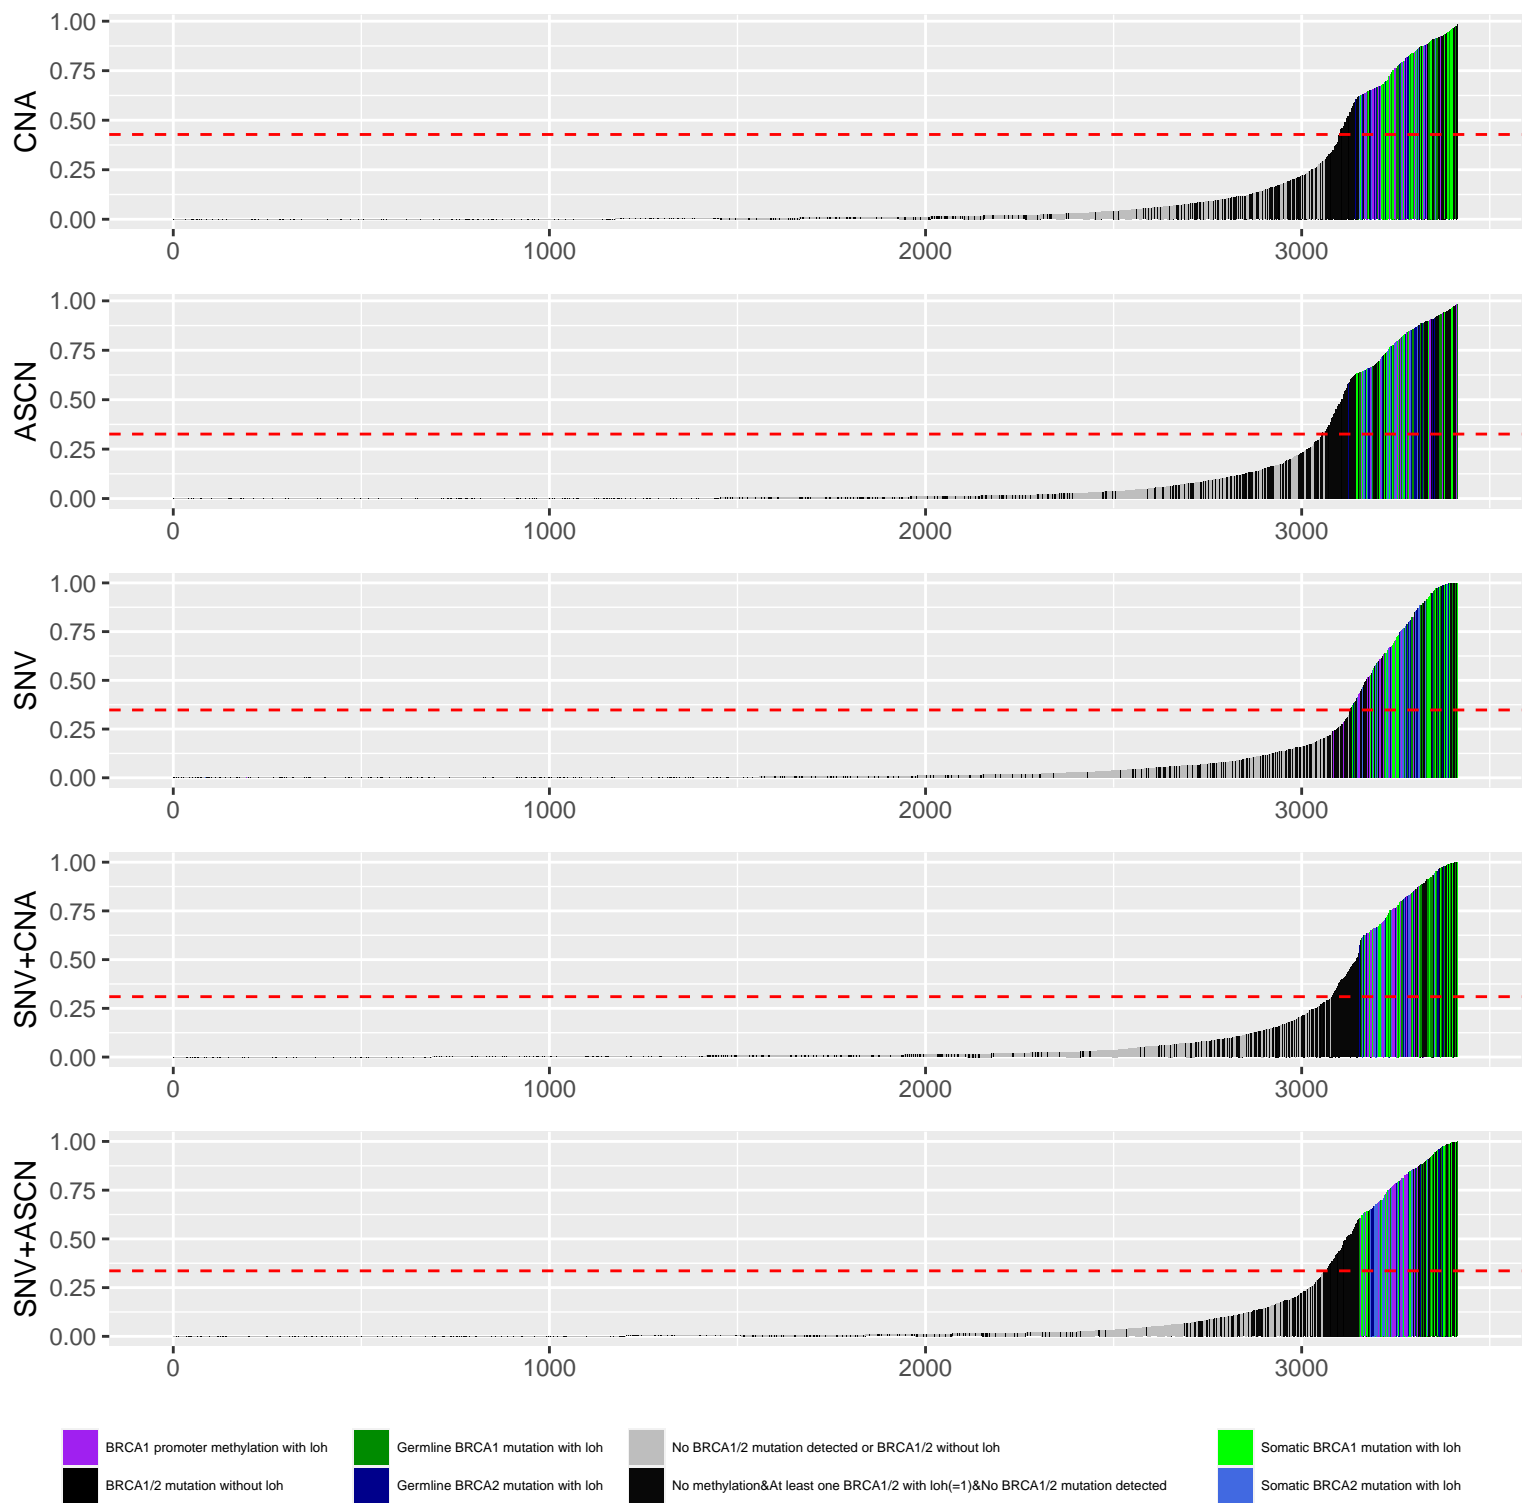 CNA
1.00
0.75
0.50
0.25
0.00
0 1000 2000 3000
ASCN
1.00
0.75
0.50
0.25
0.00
0 1000 2000 3000
SNV
1.00
0.75
0.50
0.25
0.00
0 1000 2000 3000
SNV+CNA
1.00
0.75
0.50
0.25
0.00
0 1000 2000 3000
SNV+ASCN
1.00
0.75
0.50
0.25
0.00
0 1000 2000 3000
BRCA1 promoter methylation with loh
BRCA1/2 mutation without loh
Germline BRCA1 mutation with loh
Germline BRCA2 mutation with loh
No BRCA1/2 mutation detected or BRCA1/2 without loh
No methylation&At least one BRCA1/2 with loh(=1)&No BRCA1/2 mutation detected
Somatic BRCA1 mutation with loh
Somatic BRCA2 mutation with loh